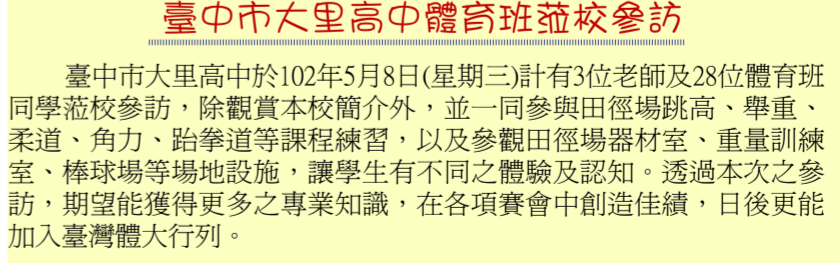 臺中市大里高中體育班蒞校參訪
臺中市大里高中於102年5月8日(星期三)計有3位老師及28位體育班
同學蒞校參訪，除觀賞本校簡介外，並一同參與田徑場跳高、舉重、
柔道、角力、跆拳道等課程練習，以及參觀田徑場器材室、重量訓練
室、棒球場等場地設施，讓學生有不同之體驗及認知。透過本次之參
訪，期望能獲得更多之專業知識，在各項賽會中創造佳績，日後更能
加入臺灣體大行列。